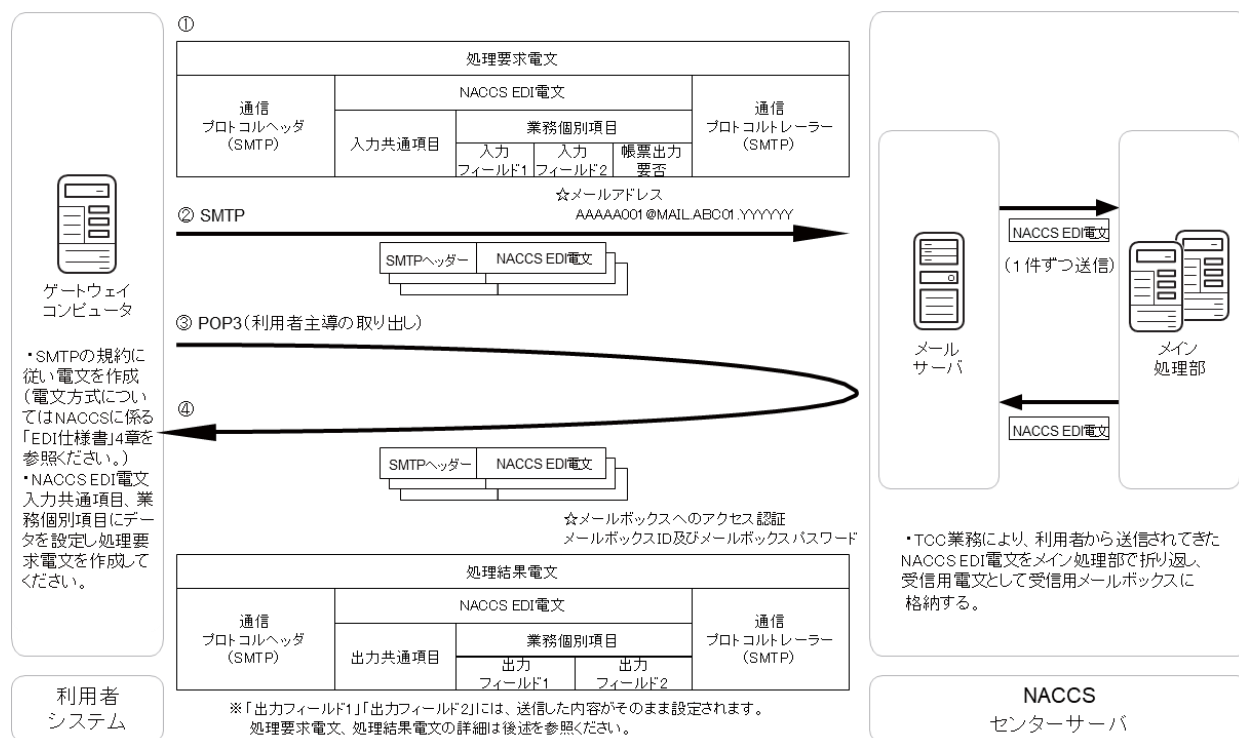 ①
処理要求電文
通信
プロトコルヘッダ
(SMTP)
NACCS EDI電文
入力共通項目
業務個別項目
入力
フィールド1
入力
フィールド2
帳票出力
要否
通信
プロトコルトレーラー
(SMTP)
☆メールアドレス
AAAAA001@MAIL.ABC01.YYYYYY
② SMTP
SMTPヘッダー
NACCS EDI電文
③ POP3(利用者主導の取り出し)
④
SMTPヘッダー
NACCS EDI電文
☆メールボックスへのアクセス認証
メールボックスID及びメールボックスパスワード
処理結果電文
通信
プロトコルヘッダ
(SMTP)
NACCS EDI電文
出力共通項目
業務個別項目
出力
フィールド1
出力
フィールド2
通信
プロトコルトレーラー
(SMTP)
※「出力フィールド1」「出力フィールド2」には、送信した内容がそのまま設定されます。
処理要求電文、処理結果電文の詳細は後述を参照ください。
ゲートウェイ
コンピュータ
・SMTPの規約に
従い電文を作成
(電文方式につい
てはNACCSに係る
「EDI仕様書」4章を
参照ください。)
・NACCS EDI電文
入力共通項目、業
務個別項目にデー
タを設定し処理要
求電文を作成して
ください。
利用者
システム
メール
サーバ
NACCS EDI電文
(1件ずつ送信)
NACCS EDI電文
メイン
処理部
・TCC業務により、利用者から送信されてきた
NACCS EDI電文をメイン処理部で折り返し、
受信用電文として受信用メールボックスに
格納する。
NACCS
センターサーバ